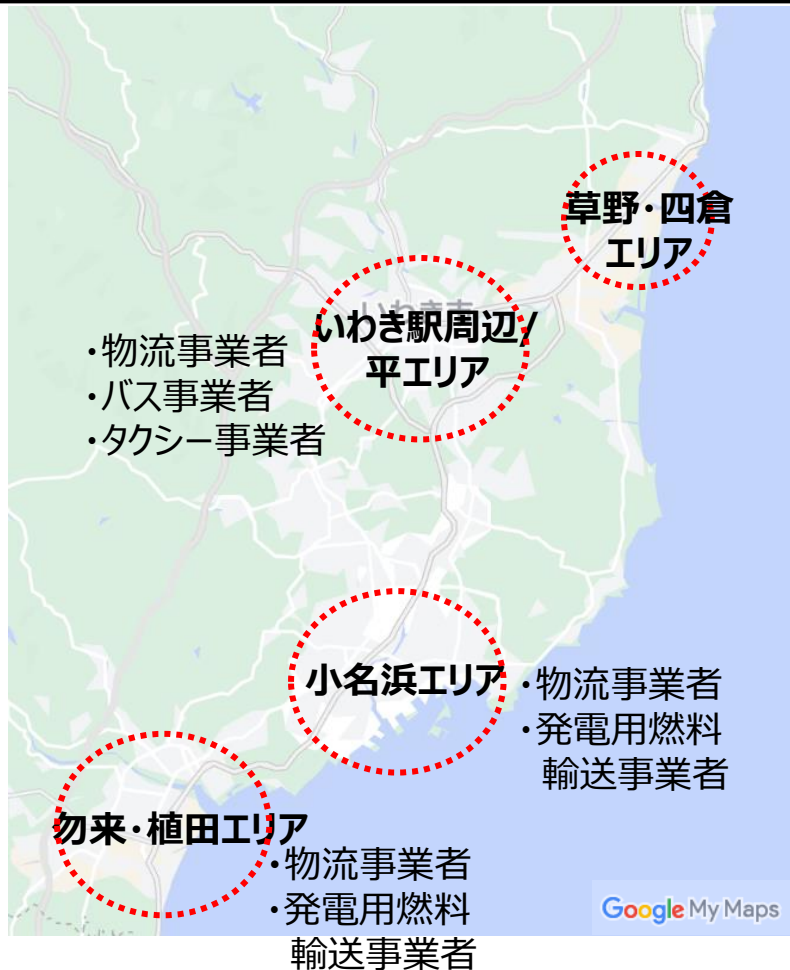 草野・四倉
エリア
いわき市
いわき駅周辺/
平エリア
・物流事業者
・バス事業者
・タクシー事業者
小名浜エリア
・物流事業者
・発電用燃料
輸送事業者
勿来・植田エリア
・物流事業者
・発電用燃料
輸送事業者
Google My Maps